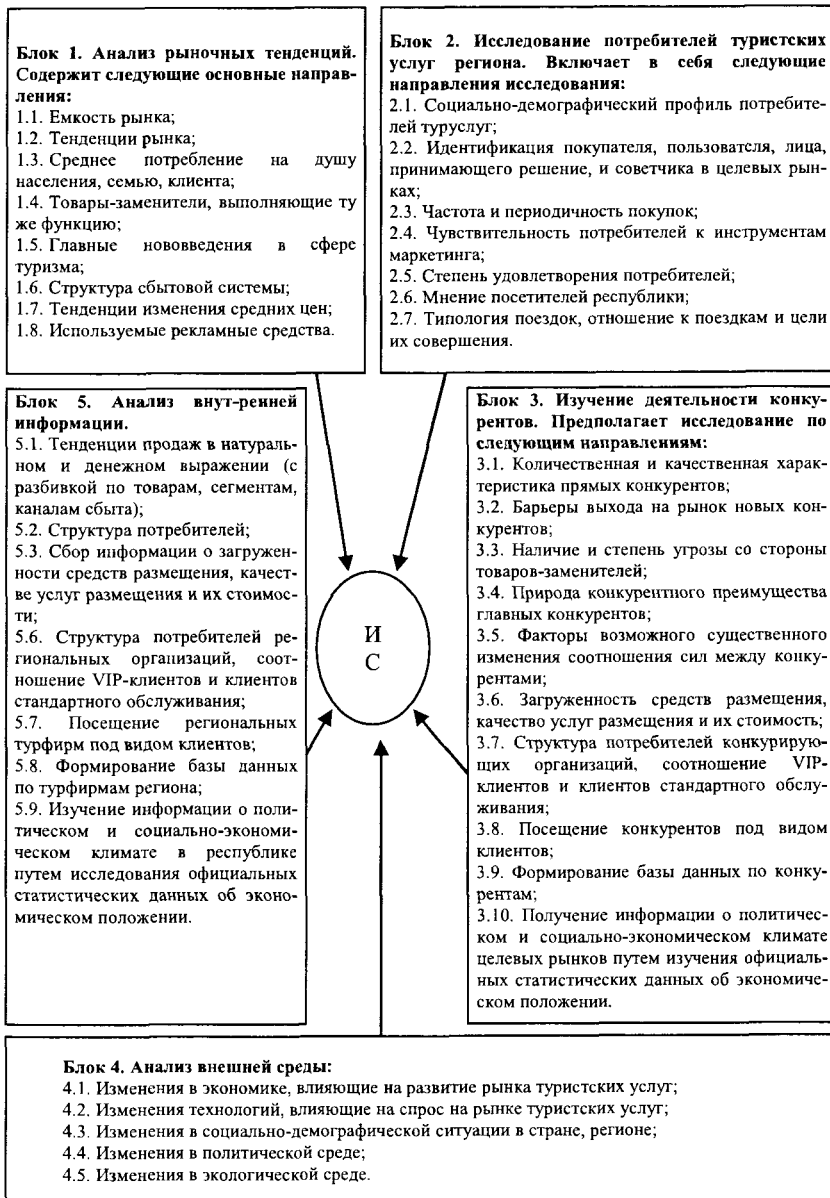 Блок 1. Анализ рыночных тенденций.
Содержит следующие основные направ-
ления:
1.1. Емкость рынка;
1.2. Тенденции рынка;
1.3. Среднее потребление на душу
населения, семью, клиента;
1.4. Товары-заменители, выполняющие ту
же функцию;
1.5. Главные нововведения в сфере
туризма;
1.6. Структура сбытовой системы;
1.7. Тенденции изменения средних цен;
1.8. Используемые рекламные средства.
Блок 2. Исследование потребителей туристских
услуг региона. Включает в себя следующие
направления исследования:
2.1. Социально-демографический профиль потребите-
лей туруслуг;
2.2. Идентификация покупателя, пользователя, лица,
принимающего решение, и советчика в целевых рын-
ках;
2.3. Частота и периодичность покупок;
2.4. Чувствительность потребителей к инструментам
маркетинга;
2.5. Степень удовлетворения потребителей;
2.6. Мнение посетителей республики;
2.7. Типология поездок, отношение к поездкам и цели
их совершения.
Блок 5. Анализ внут-ренней
информации.
5.1. Тенденции продаж в натураль-
ном и денежном выражении (с
разбивкой по товарам, сегментам,
каналам сбыта);
5.2. Структура потребителей;
5.3. Сбор информации о загружен-
ности средств размещения, качест-
ве услуг размещения и их стоимос-
ти;
5.6. Структура потребителей ре-
гиональных организаций, соот-
ношение VIP-клиентов и клиентов
стандартного обслуживания;
5.7. Посещение региональных
турфирм под видом клиентов;
5.8. Формирование базы данных
по турфирмам региона;
5.9. Изучение информации о поли-
тическом и социально-экономи-
ческом климате в республике
путем исследования официальных
статистических данных об эконо-
мическом положении.
И
С
Блок 3. Изучение деятельности конку-
рентов. Предполагает исследование по
следующим направлениям:
3.1. Количественная и качественная харак-
теристика прямых конкурентов;
3.2. Барьеры выхода на рынок новых кон-
курентов;
3.3. Наличие и степень угрозы со стороны
товаров-заменителей;
3.4. Природа конкурентного преимущества
главных конкурентов;
3.5. Факторы возможного существенного
изменения соотношения сил между конку-
рентами;
3.6. Загруженность средств размещения,
качество услуг размещения и их стоимость;
3.7. Структура потребителей конкурирую-
щих организаций, соотношение VIP-
клиентов и клиентов стандартного обслу-
живания;
3.8. Посещение конкурентов под видом
клиентов;
3.9. Формирование базы данных по конку-
рентам;
3.10. Получение информации о политичес-
ком и социально-экономическом климате
целевых рынков путем изучения официаль-
ных статистических данных об экономиче-
ском положении.
Блок 4. Анализ внешней среды:
4.1. Изменения в экономике, влияющие на развитие рынка туристских услуг;
4.2. Изменения технологий, влияющие на спрос на рынке туристских услуг;
4.3. Изменения в социально-демографической ситуации в стране, регионе;
4.4. Изменения в политической среде;
4.5. Изменения в экологической среде.